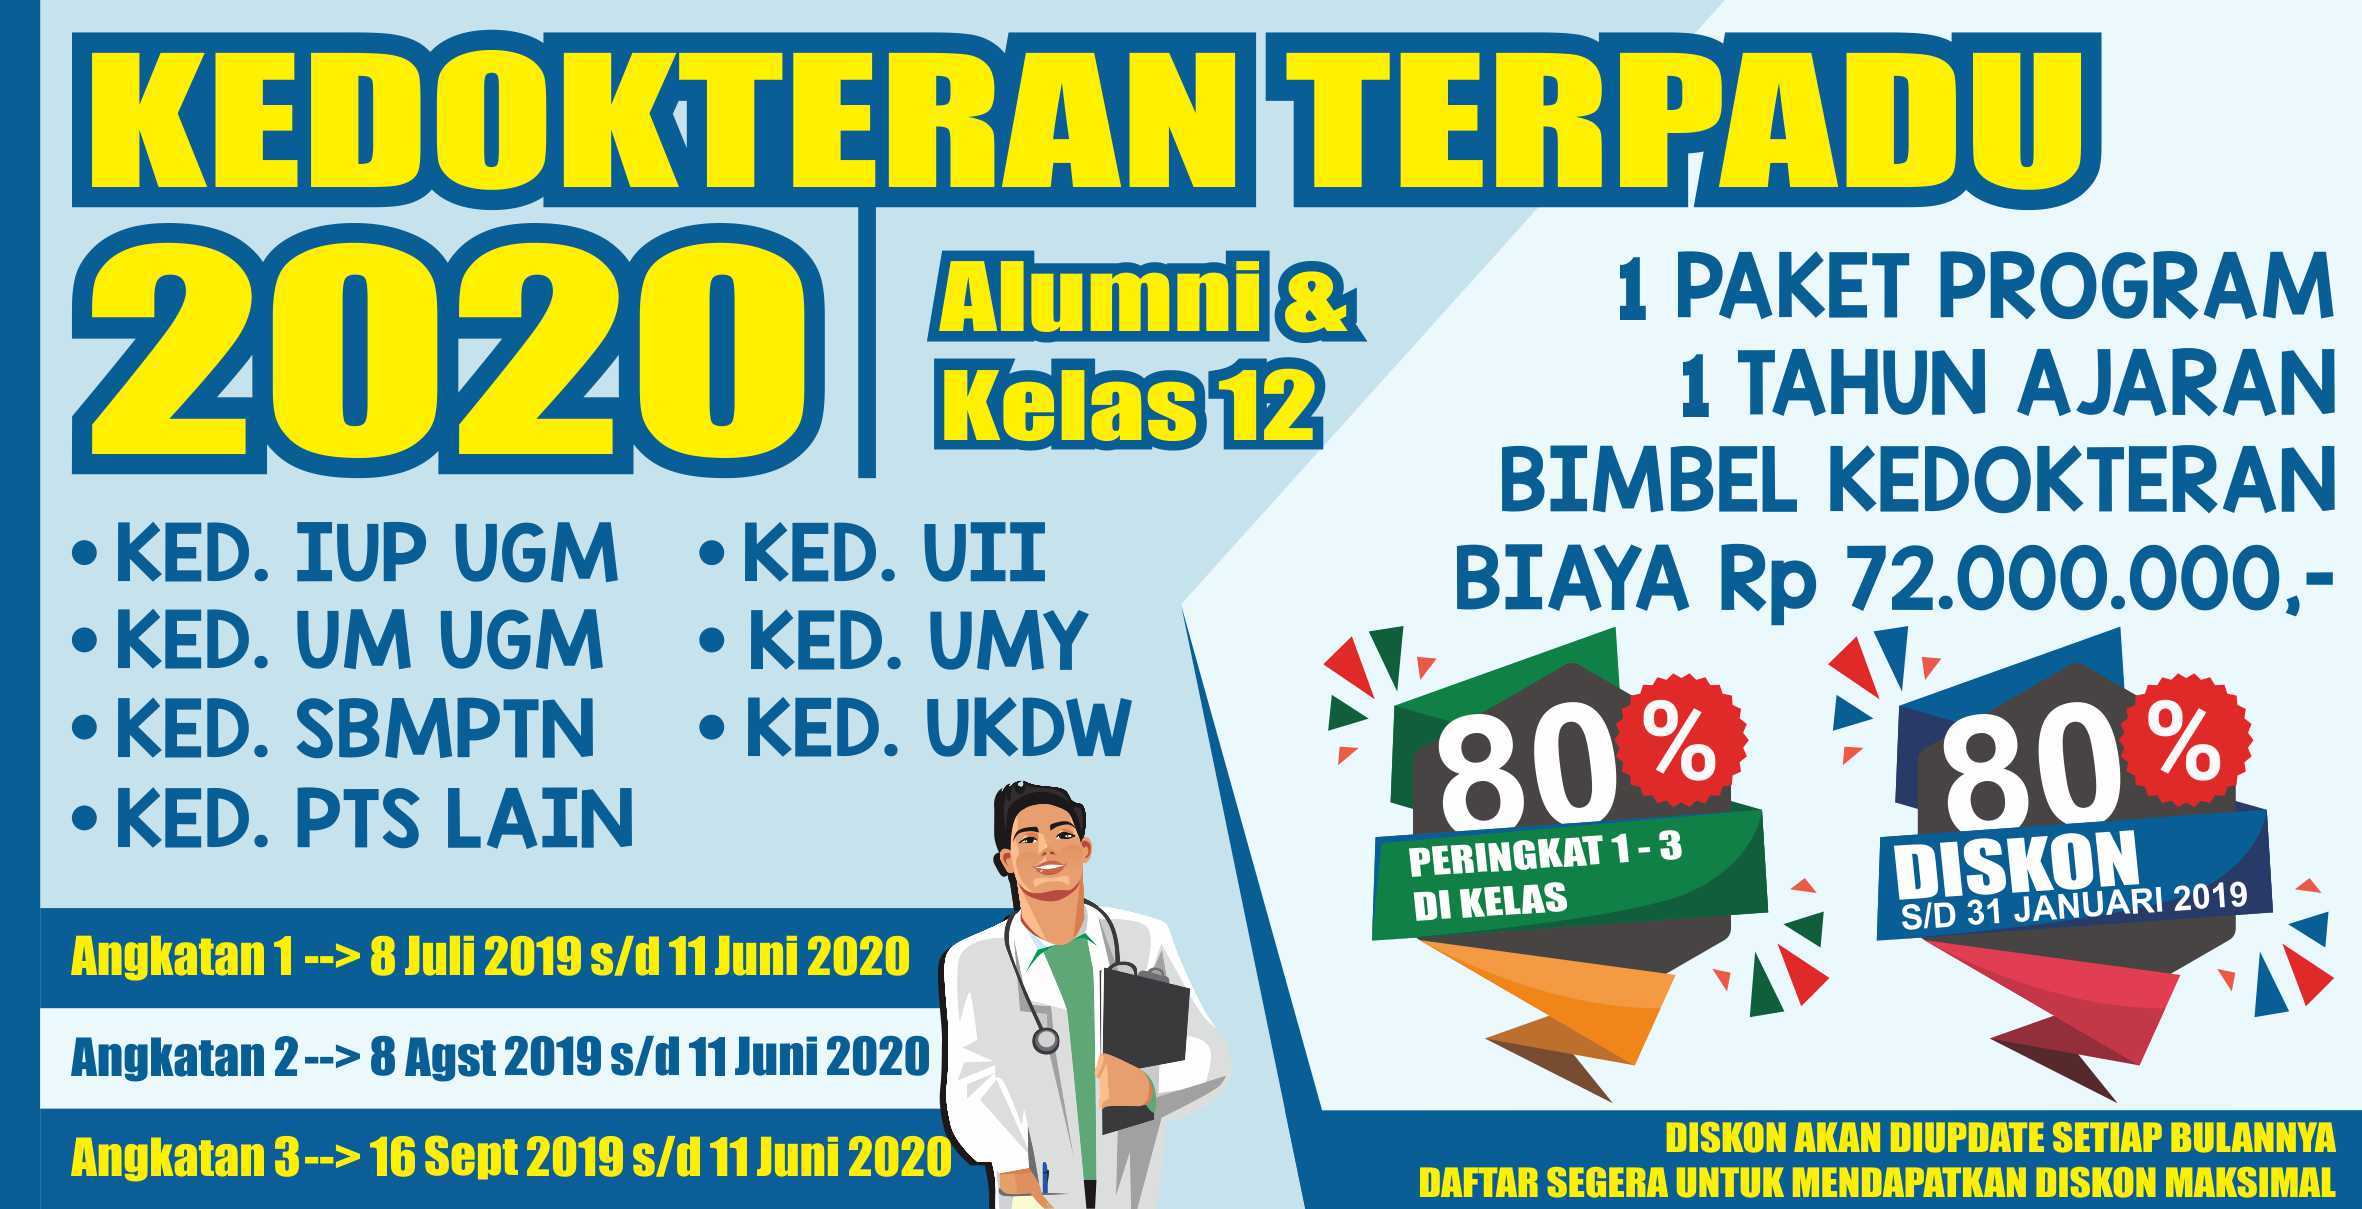 KEDOKTERAN TERPADU
2020
Alumni &
Kelas 12
• KED. IUP UGM
• KED. UM UGM
• KED. SBMPTN
• KED. PTS LAIN
• KED. UII
• KED. UMY
• KED. UKDW
1 PAKET PROGRAM
1 TAHUN AJARAN
BIMBEL KEDOKTERAN
BIAYA Rp 72.000.000,-
80%
PERINGKAT 1 - 3
DI KELAS
80%
DISKON
S/D 31 JANUARI 2019
Angkatan 1 --> 8 Juli 2019 s/d 11 Juni 2020
Angkatan 2 --> 8 Agst 2019 s/d 11 Juni 2020
Angkatan 3 --> 16 Sept 2019 s/d 11 Juni 2020
DISKON AKAN DIUPDATE SETIAP BULANNYA
DAFTAR SEGERA UNTUK MENDAPATKAN DISKON MAKSIMAL